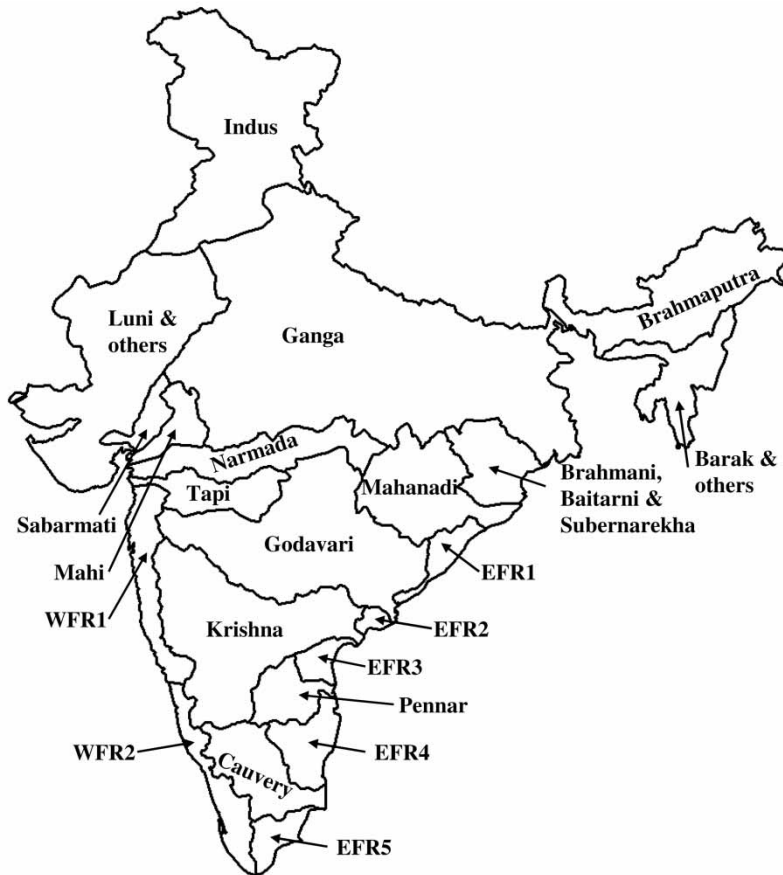 Indus
Brahmaputra
Luni &
others
Ganga
Narmada
Barak &
others
Brahmani,
Baitarni &
Subernarekha
Mahanadi
Tapi
Sabarmati
Godavari
Mahi
EFR1
WFR1
Krishna
EFR2
EFR3
Pennar
WFR2
EFR4
Cauvery
EFR5